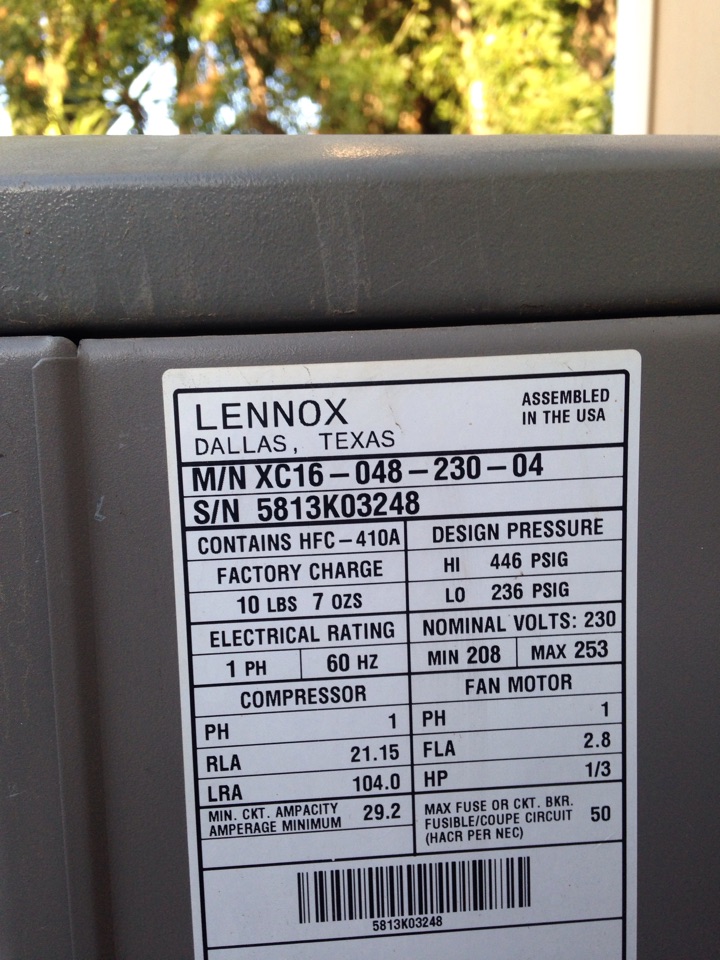 LENNOX
DALLAS, TEXAS
ASSEMBLED
IN THE USA
M/N XC16-048-230-04
S/N 5813K03248
CONTAINS HFC-410A
FACTORY CHARGE
10 LBS 7 OZS
DESIGN PRESSURE
HI 446 PSIG
LO 236 PSIG
ELECTRICAL RATING
1 PH 60 HZ
NOMINAL VOLTS: 230
MIN 208 MAX 253
COMPRESSOR
PH 1
RLA 21.15
LRA 104.0
FAN MOTOR
PH 1
FLA 2.8
HP 1/3
MIN. CKT. AMPACITY
AMPERAGE MINIMUM 29.2
MAX FUSE OR CKT. BKR.
FUSIBLE/COUPE CIRCUIT 50
(HACR PER NEC)
5813K03248